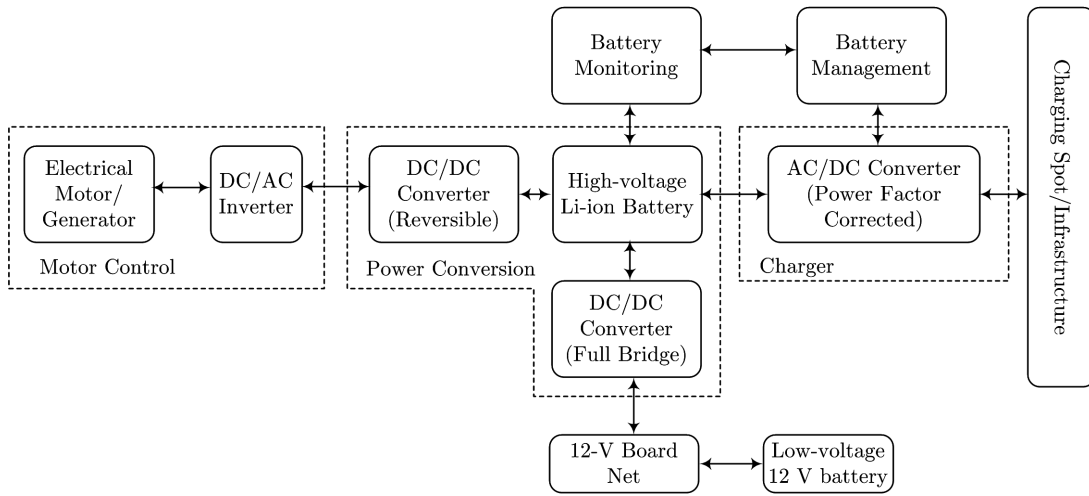 Battery
Monitoring
Battery
Management
Charging Spot/Infrastructure
Electrical
Motor/
Generator
DC/AC
Inverter
DC/DC
Converter
(Reversible)
High-voltage
Li-ion Battery
AC/DC Converter
(Power Factor
Corrected)
Motor Control
Power Conversion
Charger
DC/DC
Converter
(Full Bridge)
12-V Board
Net
Low-voltage
12 V battery